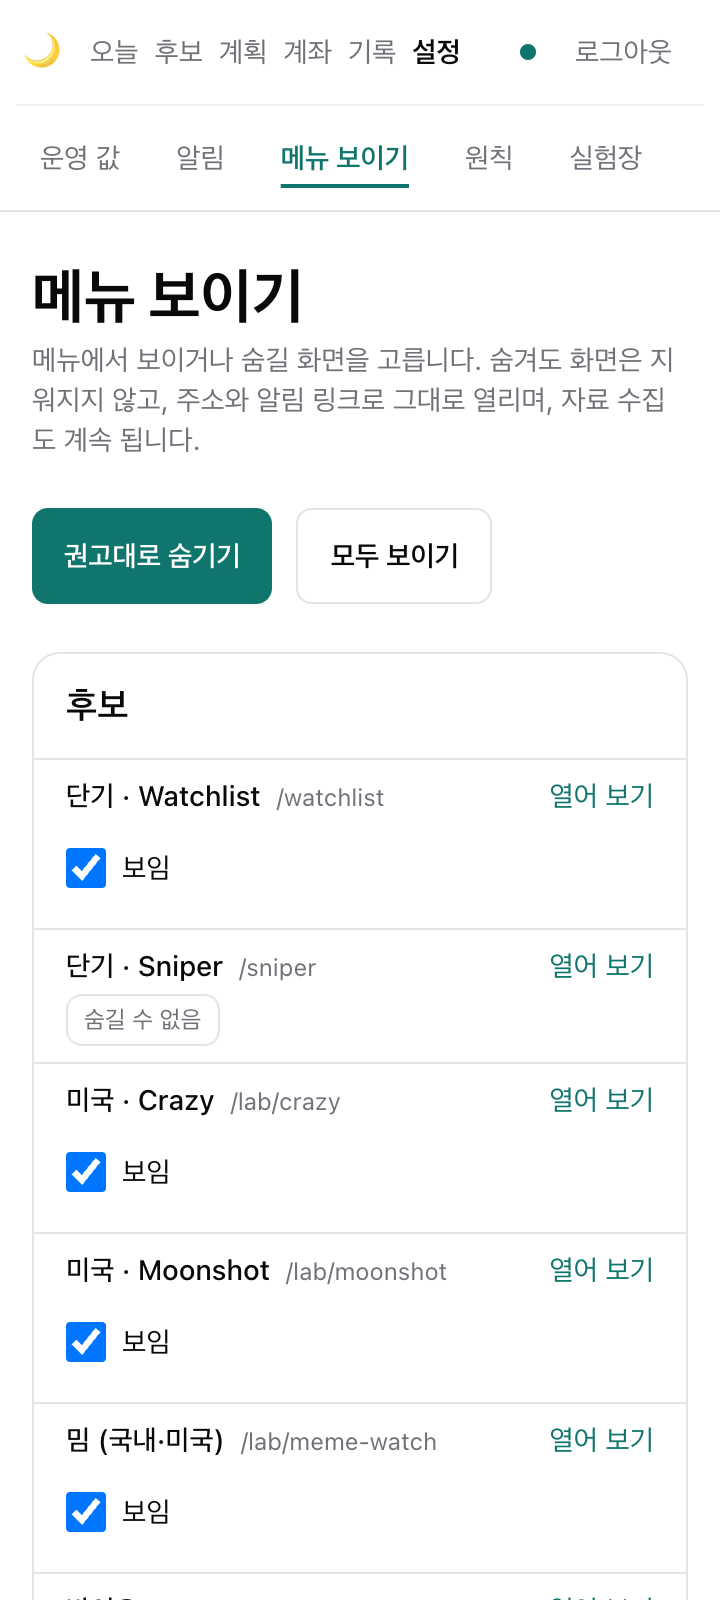 오늘 후보 계획 계좌 기록 설정 로그아웃
운영 값 알림 메뉴 보이기 원칙 실험장
메뉴 보이기
메뉴에서 보이거나 숨길 화면을 고릅니다. 숨겨도 화면은 지
워지지 않고, 주소와 알림 링크로 그대로 열리며, 자료 수집
도 계속 됩니다.
권고대로 숨기기 모두 보이기
후보
단기 · Watchlist /watchlist 열어 보기
보임
단기 · Sniper /sniper 열어 보기
숨길 수 없음
미국 · Crazy /lab/crazy 열어 보기
보임
미국 · Moonshot /lab/moonshot 열어 보기
보임
밈 (국내·미국) /lab/meme-watch 열어 보기
보임